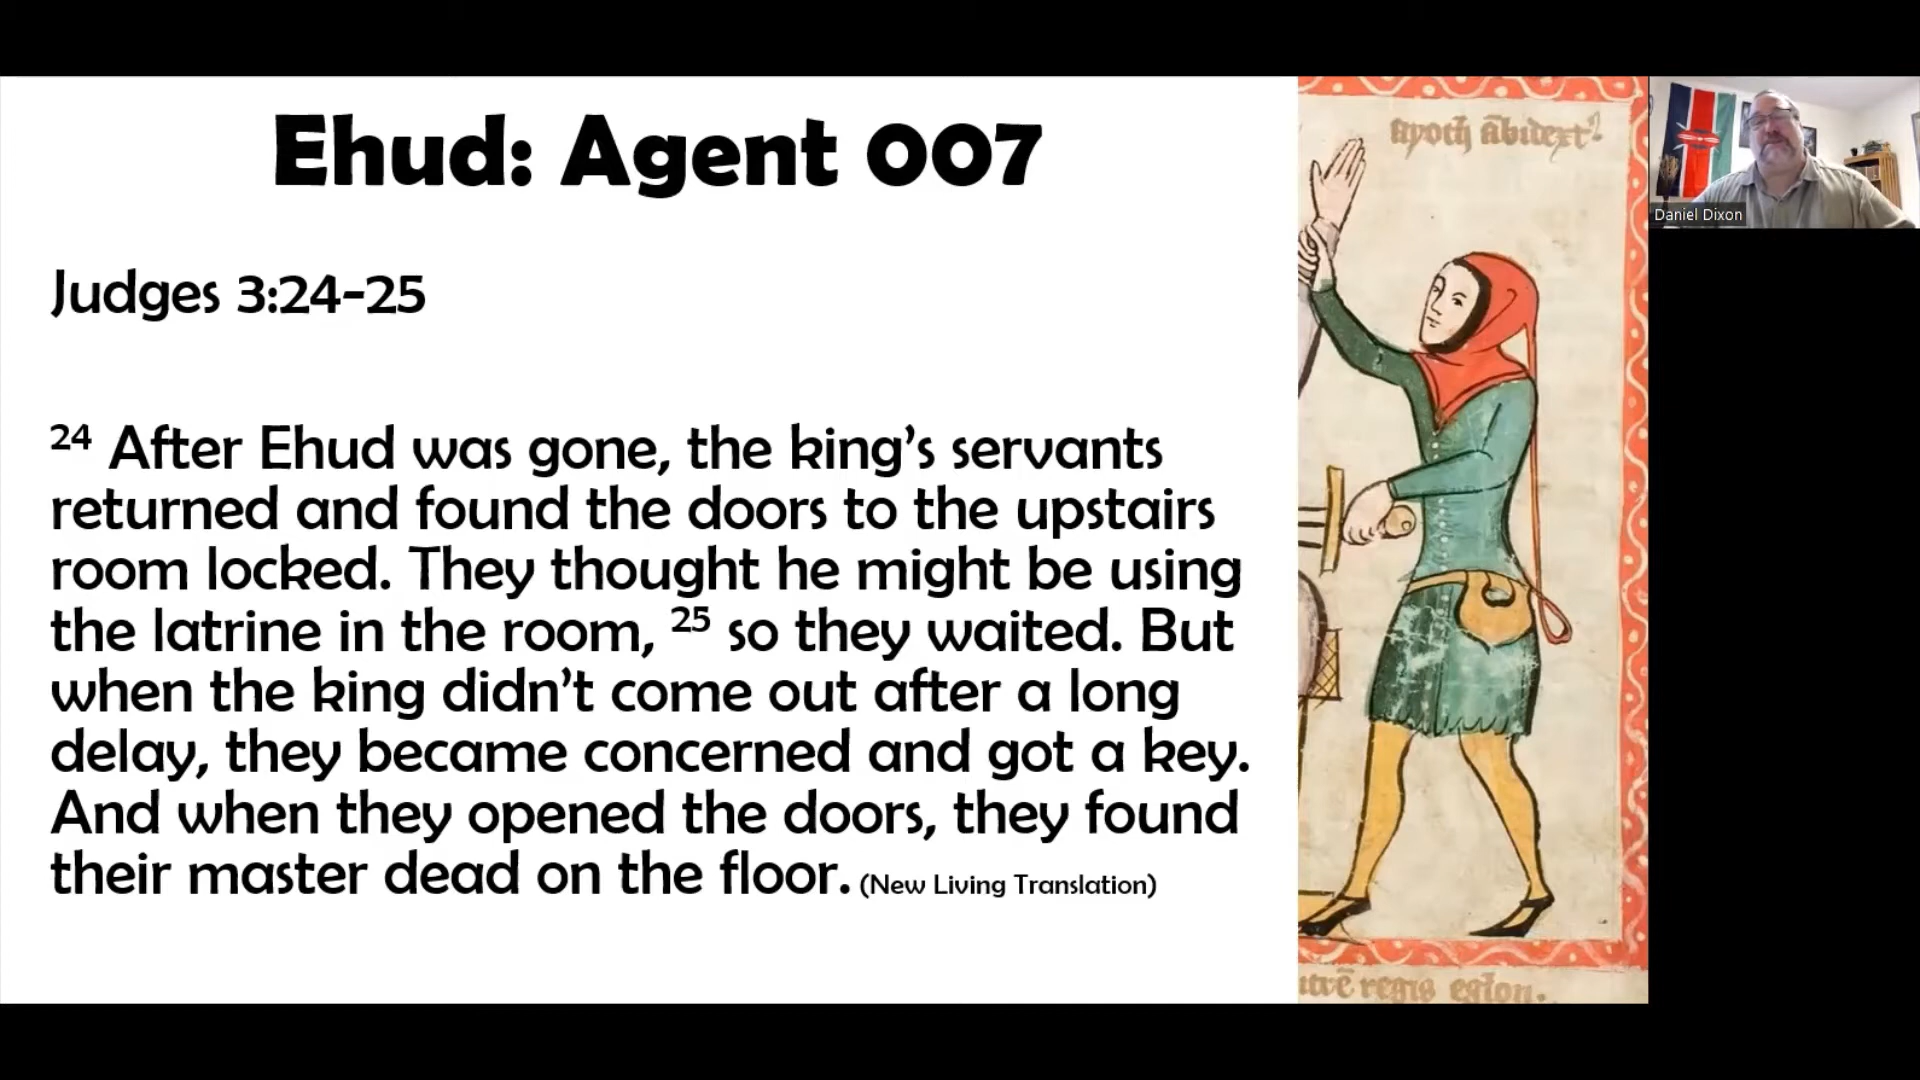 Ehud: Agent 007
Judges 3:24-25
24 After Ehud was gone, the king’s servants
returned and found the doors to the upstairs
room locked. They thought he might be using
the latrine in the room, 25 so they waited. But
when the king didn’t come out after a long
delay, they became concerned and got a key.
And when they opened the doors, they found
their master dead on the floor. (New Living Translation)
regis eglon.
Daniel Dixon